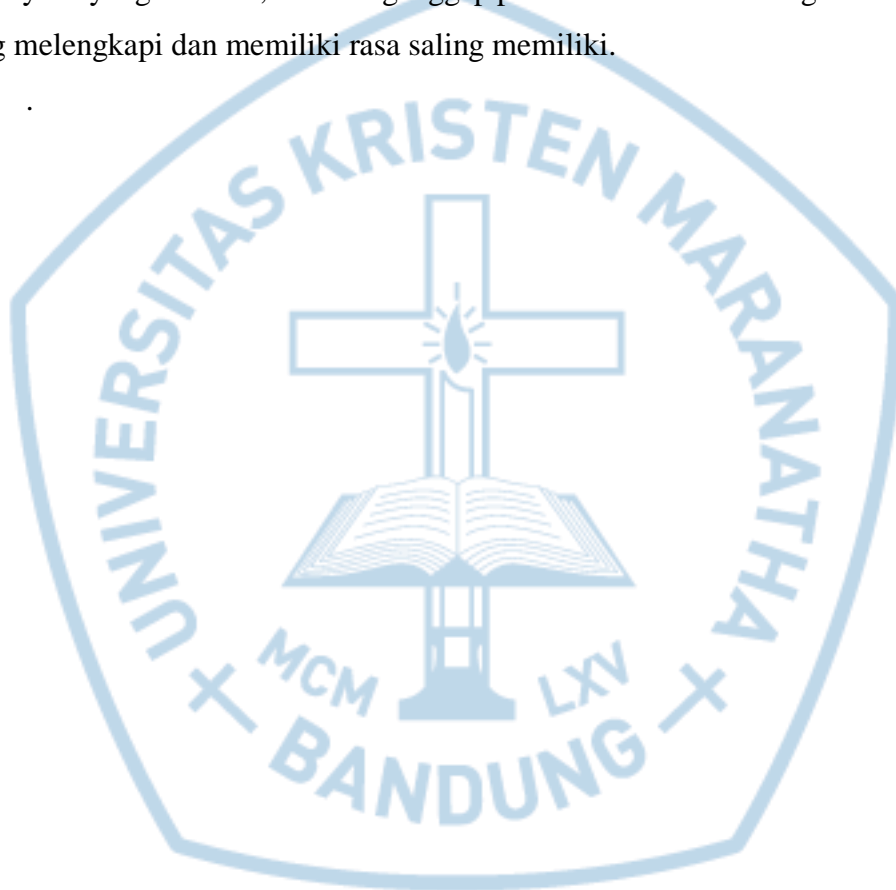 melengkapi dan memiliki rasa saling memiliki.
.
UNIVERSITAS KRISTEN MARANATHA
MCM LXV
BANDUNG